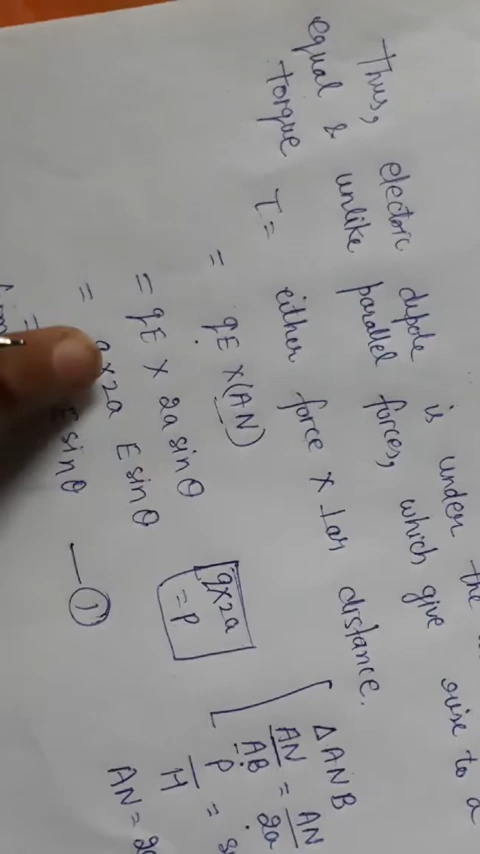 is under the
Thus, electric dipole
equal & unlike parallel forces, which give rise to a
torque
τ = either force × ⊥ar distance.
= qE × (AN)
= qE × 2a sinθ
= q × 2a E sinθ
= E sinθ — ①
q×2a = P
△ANB
AN/AB = AN/2a
P/H =
AN = 2a